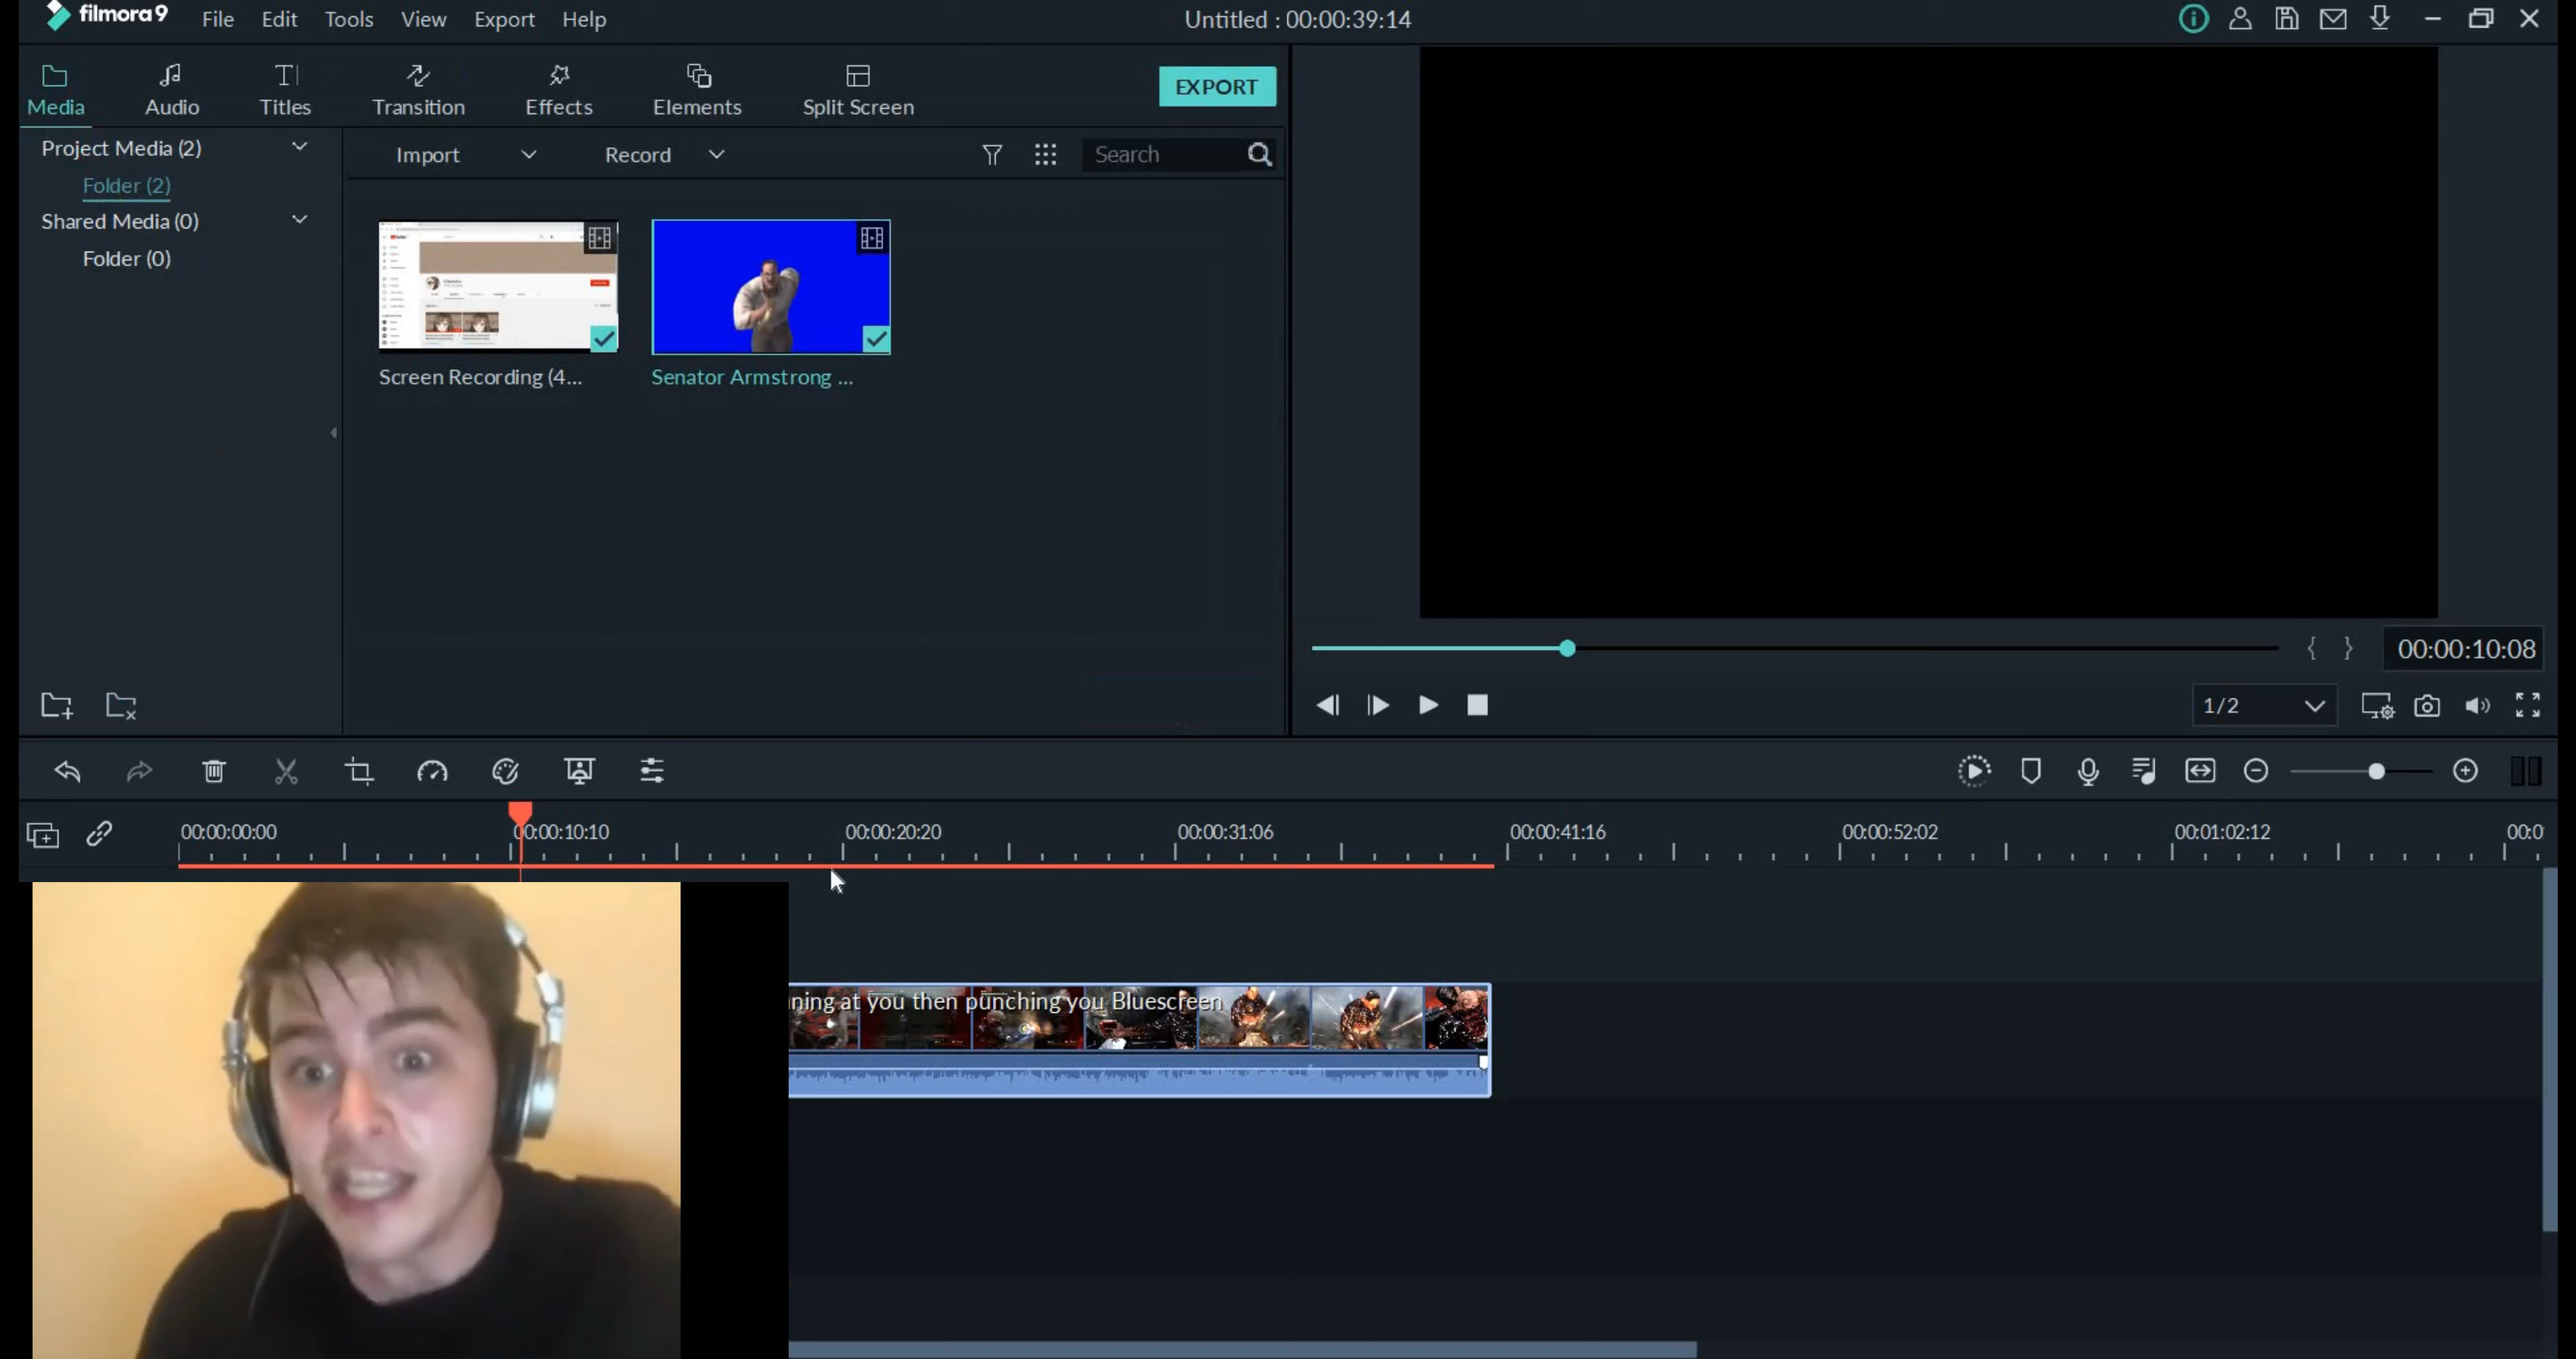 filmora9 File Edit Tools View Export Help Untitled : 00:00:39:14
Media Audio Titles Transition Effects Elements Split Screen EXPORT
Project Media (2) Import Record Search
Folder (2)
Shared Media (0)
Folder (0)
Screen Recording (4... Senator Armstrong ...
{ } 00:00:10:08
1/2
00:00:00:00 00:00:10:10 00:00:20:20 00:00:31:06 00:00:41:16 00:00:52:02 00:01:02:12 00:0
ning at you then punching you Bluescreen